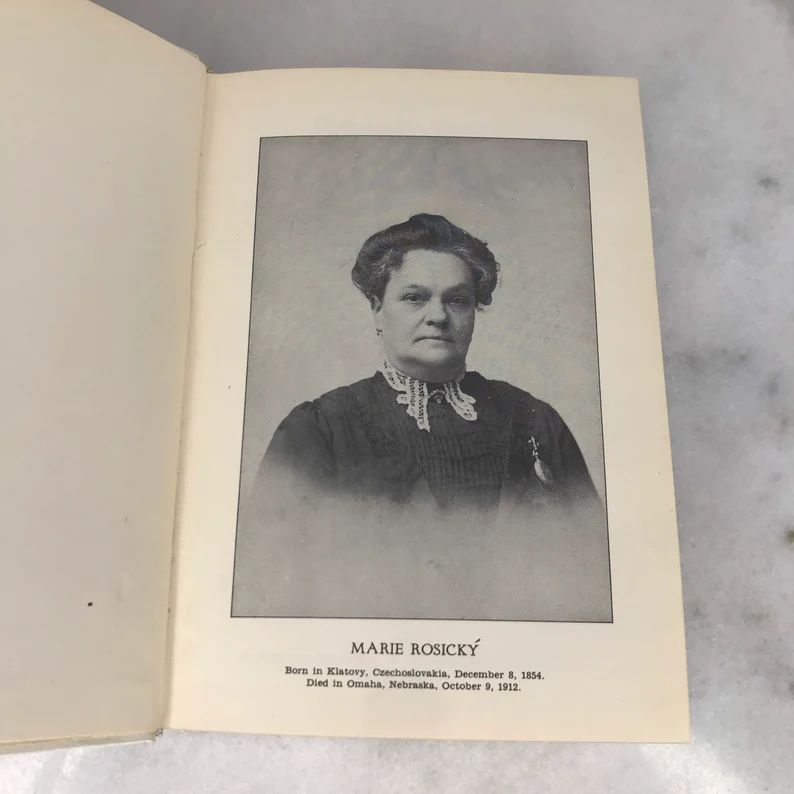 MARIE ROSICKÝ
Born in Klatovy, Czechoslovakia, December 8, 1854.
Died in Omaha, Nebraska, October 9, 1912.